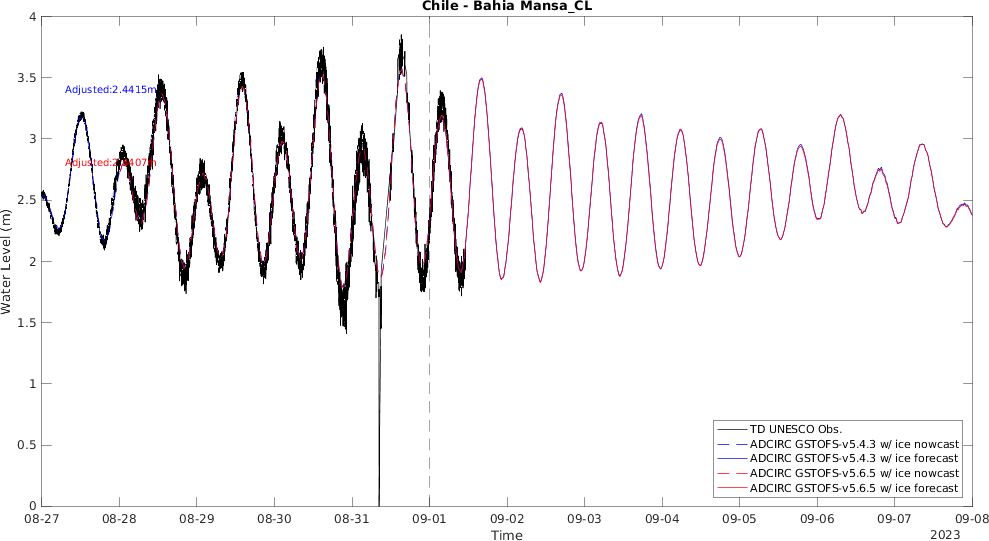 Chile - Bahia Mansa_CL
Water Level (m)
4
3.5
3
2.5
2
1.5
1
0.5
0
Adjusted:2.4415m
Adjusted:2.4407m
TD UNESCO Obs.
ADCIRC GSTOFS-v5.4.3 w/ ice nowcast
ADCIRC GSTOFS-v5.4.3 w/ ice forecast
ADCIRC GSTOFS-v5.6.5 w/ ice nowcast
ADCIRC GSTOFS-v5.6.5 w/ ice forecast
08-27 08-28 08-29 08-30 08-31 09-01 09-02 09-03 09-04 09-05 09-06 09-07 09-08
Time
2023